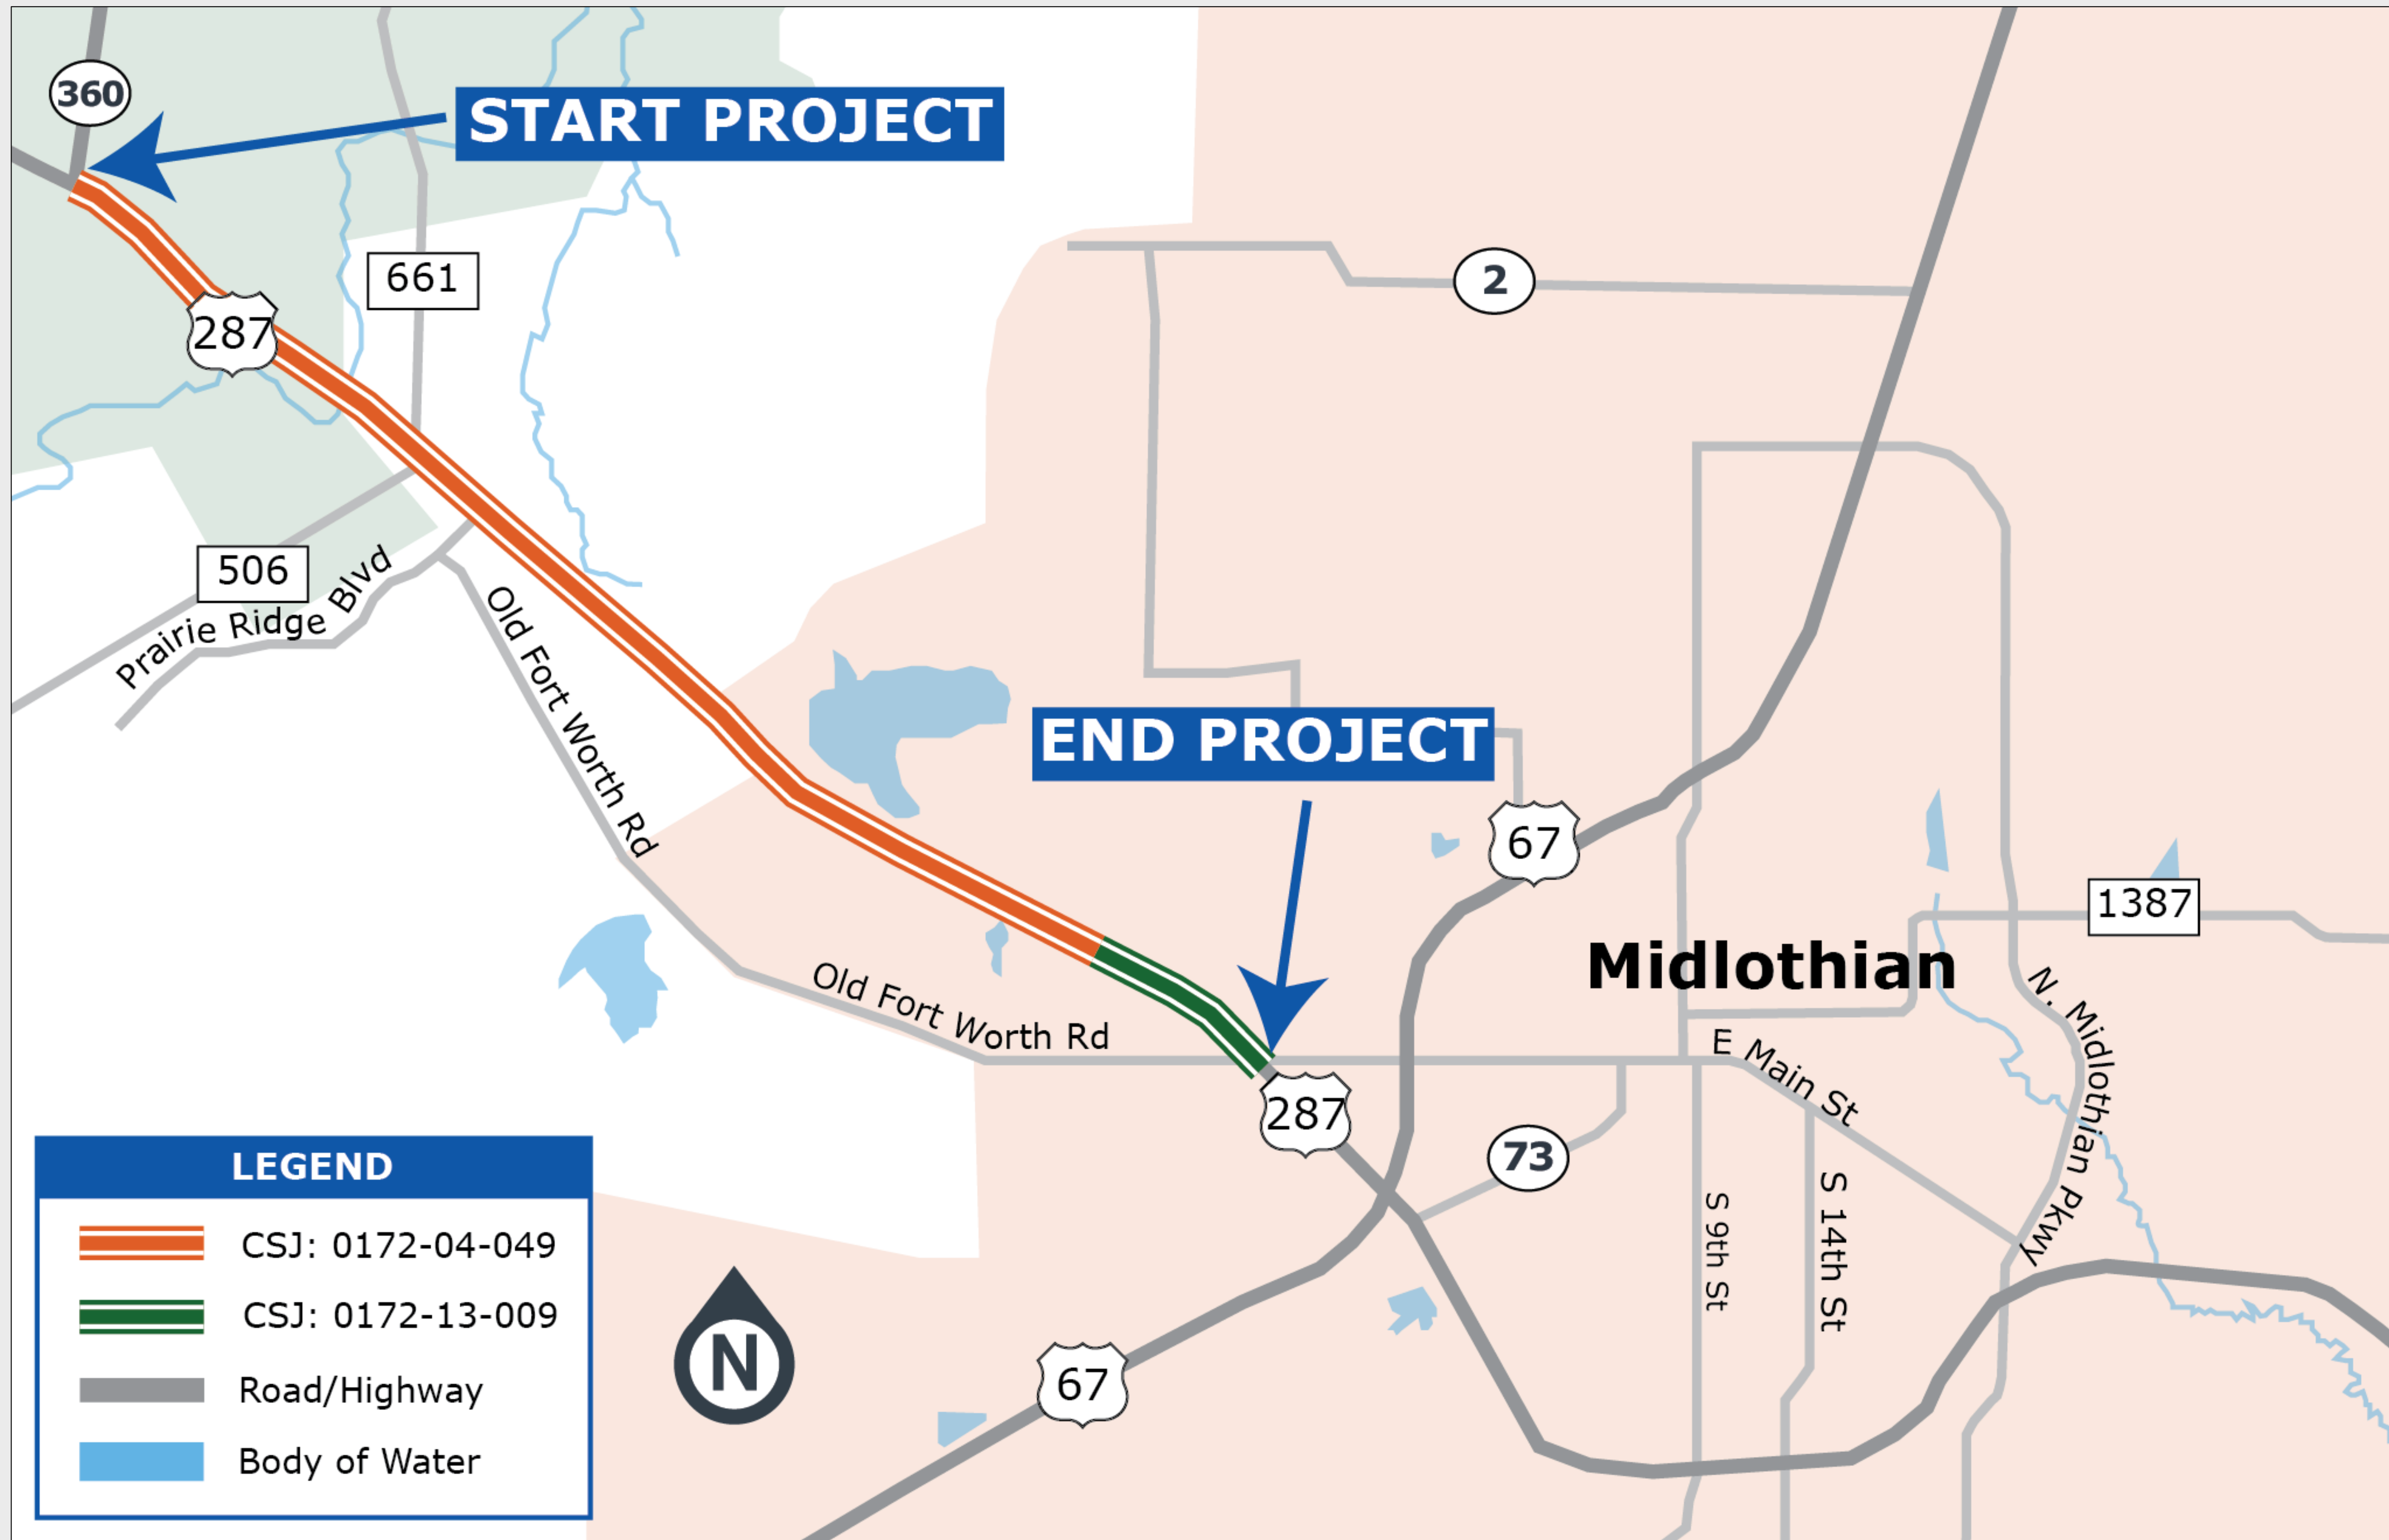 360
START PROJECT
661
2
287
506
Prairie Ridge Blvd
Old Fort Worth Rd
END PROJECT
67
1387
Midlothian
Old Fort Worth Rd
N. Midlothian Pkwy
E Main St
287
73
S 9th St
S 14th St
67
N
LEGEND
CSJ: 0172-04-049
CSJ: 0172-13-009
Road/Highway
Body of Water